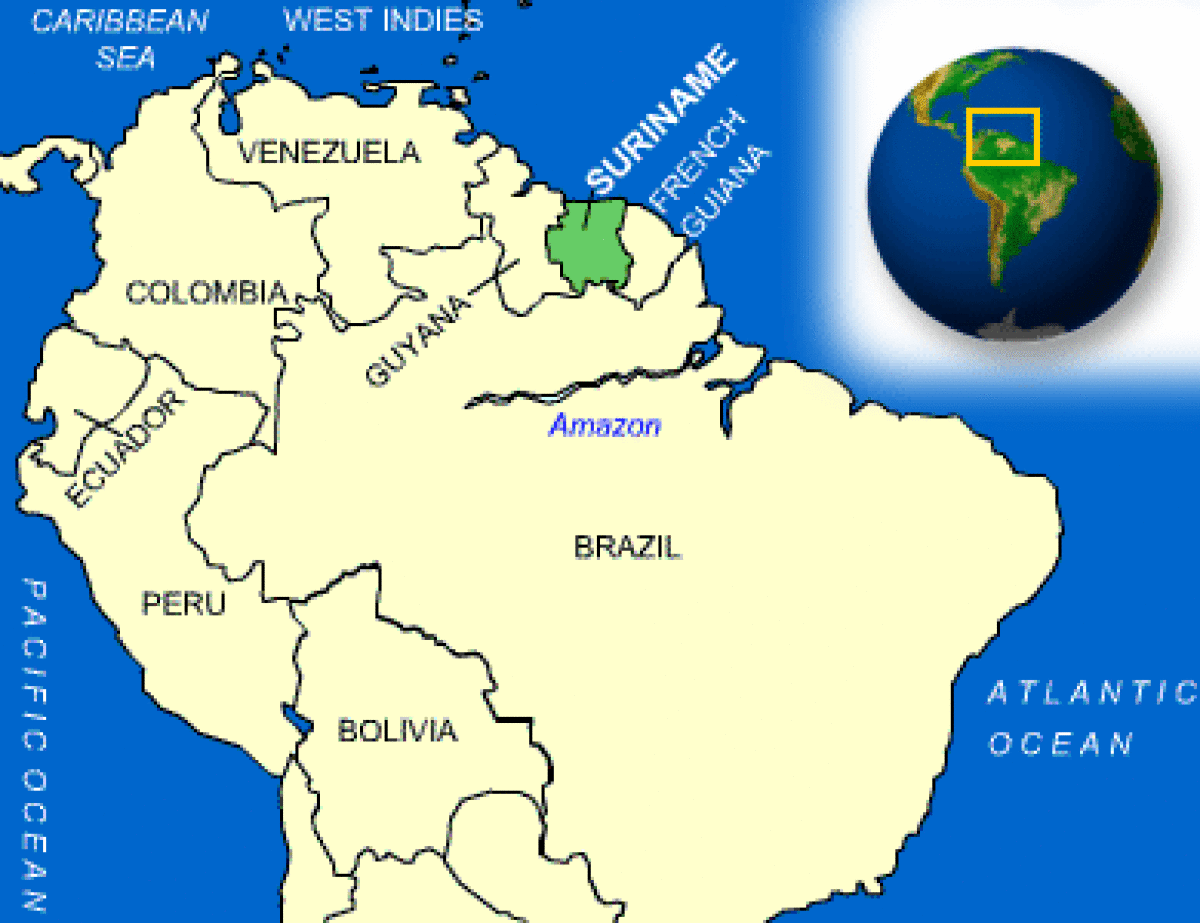 CARIBBEAN
SEA
WEST INDIES
SURINAME
FRENCH
GUIANA
VENEZUELA
COLOMBIA
GUYANA
ECUADOR
Amazon
BRAZIL
PERU
BOLIVIA
PACIFIC OCEAN
ATLANTIC
OCEAN